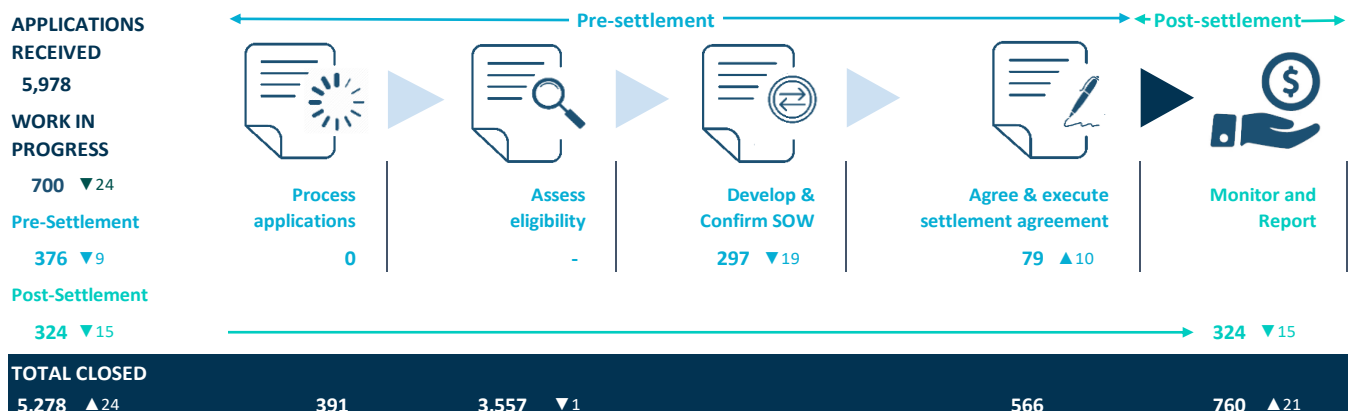 APPLICATIONS
RECEIVED
5,978
WORK IN
PROGRESS
700 ▼24
Pre-Settlement
376 ▼9
Post-Settlement
324 ▼15
Pre-settlement
Post-settlement
$
Process
applications
0
Assess
eligibility
-
Develop &
Confirm SOW
297 ▼19
Agree & execute
settlement agreement
79 ▲10
Monitor and
Report
324 ▼15
TOTAL CLOSED
5,278 ▲24 391 3,557 ▼1 566 760 ▲21